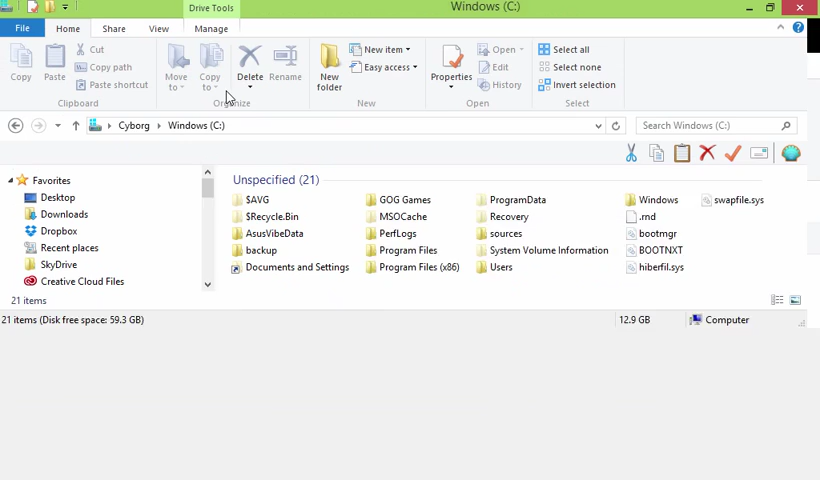 Drive Tools
Windows (C:)
File Home Share View Manage
Cut
Copy path
Paste shortcut
Copy Paste
Clipboard
Move to Copy to Delete Rename
Organize
New folder
New item
Easy access
New
Properties
Open
Edit
History
Open
Select all
Select none
Invert selection
Select
Cyborg Windows (C:)
Search Windows (C:)
Favorites
Desktop
Downloads
Dropbox
Recent places
SkyDrive
Creative Cloud Files
Unspecified (21)
$AVG GOG Games ProgramData Windows swapfile.sys
$Recycle.Bin MSOCache Recovery .rnd
AsusVibeData PerfLogs sources bootmgr
backup Program Files System Volume Information BOOTNXT
Documents and Settings Program Files (x86) Users hiberfil.sys
21 items
21 items (Disk free space: 59.3 GB) 12.9 GB Computer